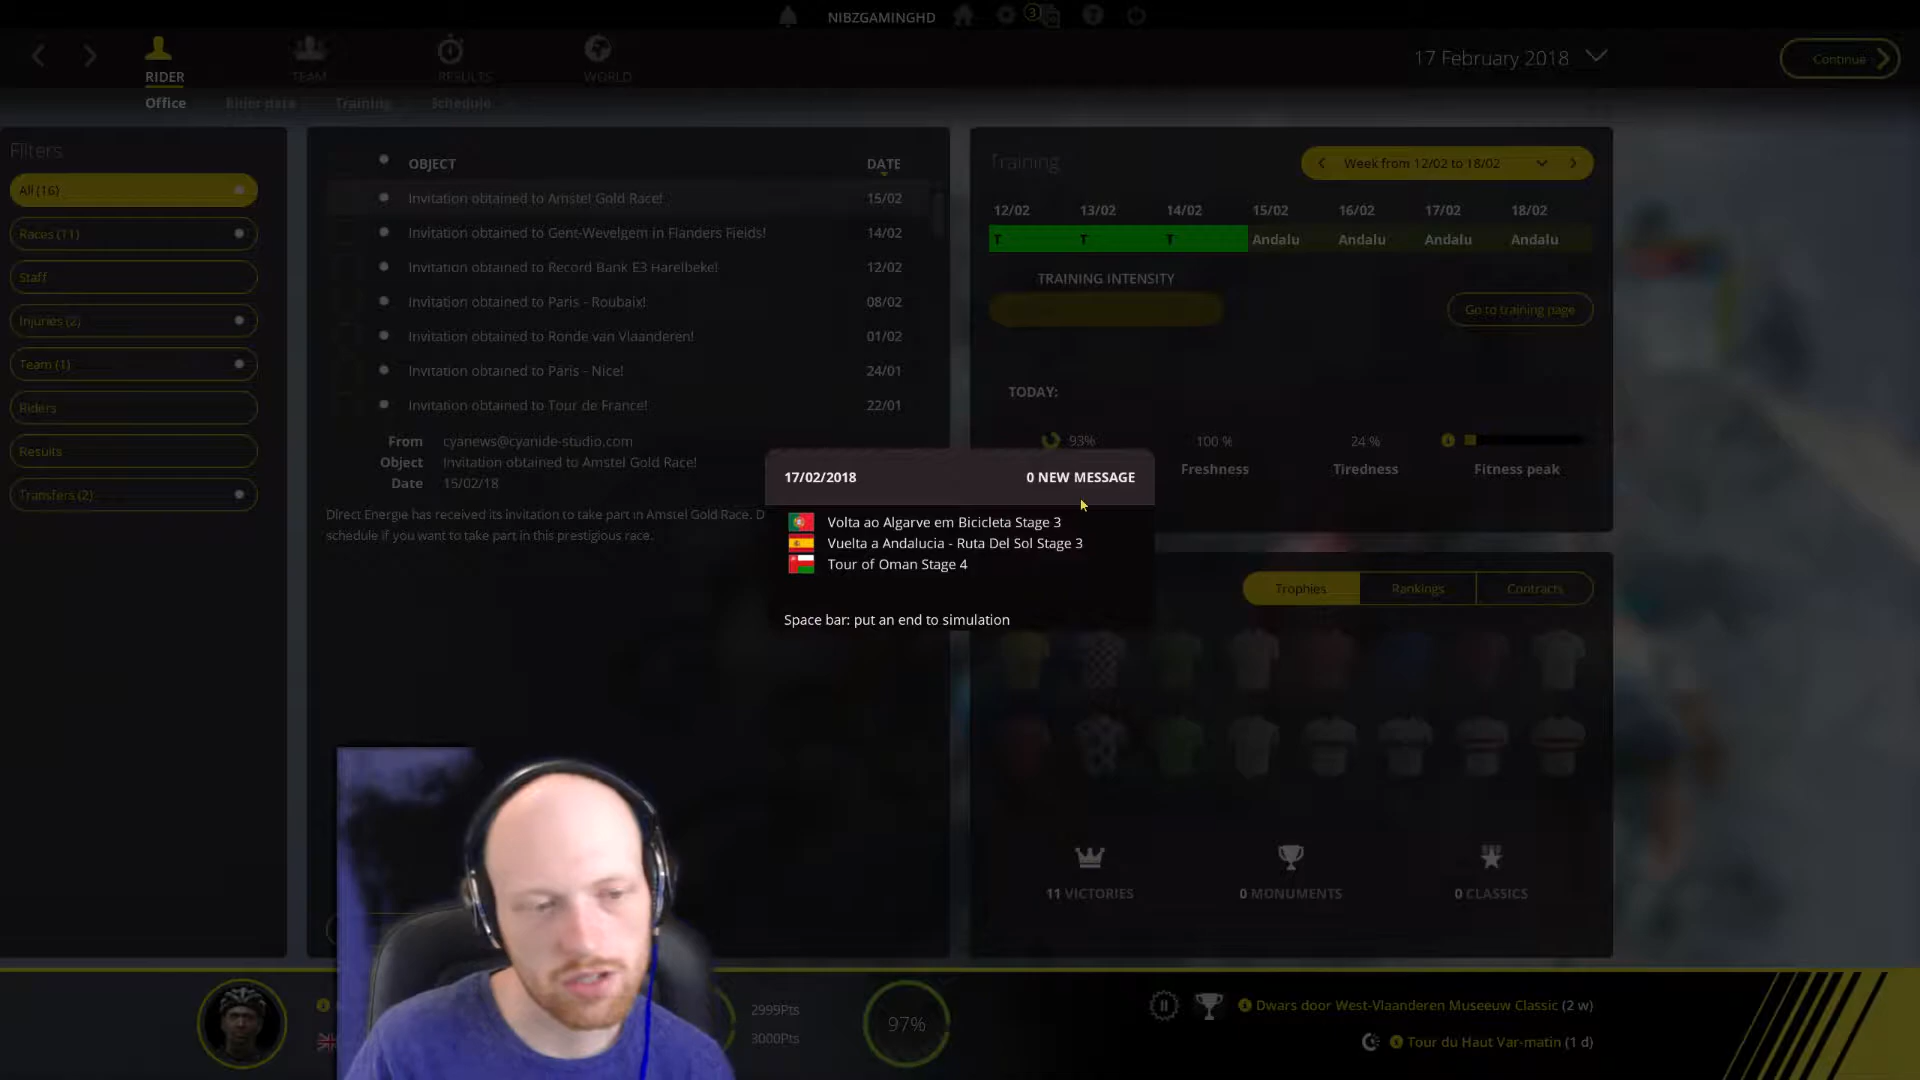 NIBZGAMINGHD
3
RIDER
TEAM
RESULTS
WORLD
17 February 2018
Continue
Office
Rider data
Training
Schedule
Filters
All (16)
Races (11)
Staff
Injuries (2)
Team (1)
Riders
Results
Transfers (2)
OBJECT DATE
Invitation obtained to Amstel Gold Race! 15/02
Invitation obtained to Gent-Wevelgem in Flanders Fields! 14/02
Invitation obtained to Record Bank E3 Harelbeke! 12/02
Invitation obtained to Paris - Roubaix! 08/02
Invitation obtained to Ronde van Vlaanderen! 01/02
Invitation obtained to Paris - Nice! 24/01
Invitation obtained to Tour de France! 22/01
From cyanews@cyanide-studio.com
Object Invitation obtained to Amstel Gold Race!
Date 15/02/18
Direct Energie has received its invitation to take part in Amstel Gold Race. D
schedule if you want to take part in this prestigious race.
Training
Week from 12/02 to 18/02
12/02 13/02 14/02 15/02 16/02 17/02 18/02
T T T Andalu Andalu Andalu Andalu
TRAINING INTENSITY
Go to training page
TODAY:
93% 100 % 24 %
Freshness Tiredness Fitness peak
17/02/2018 0 NEW MESSAGE
Volta ao Algarve em Bicicleta Stage 3
Vuelta a Andalucia - Ruta Del Sol Stage 3
Tour of Oman Stage 4
Space bar: put an end to simulation
Trophies Rankings Contracts
11 VICTORIES 0 MONUMENTS 0 CLASSICS
2999Pts
3000Pts
97%
Dwars door West-Vlaanderen Museeuw Classic (2 w)
Tour du Haut Var-matin (1 d)